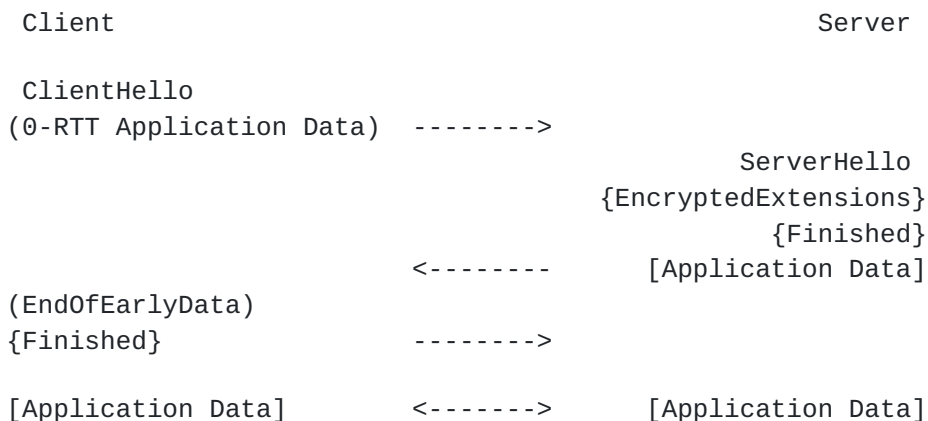 Client Server
ClientHello
(0-RTT Application Data) -------->
ServerHello
{EncryptedExtensions}
{Finished}
<-------- [Application Data]
(EndOfEarlyData)
{Finished} -------->
[Application Data] <-------> [Application Data]